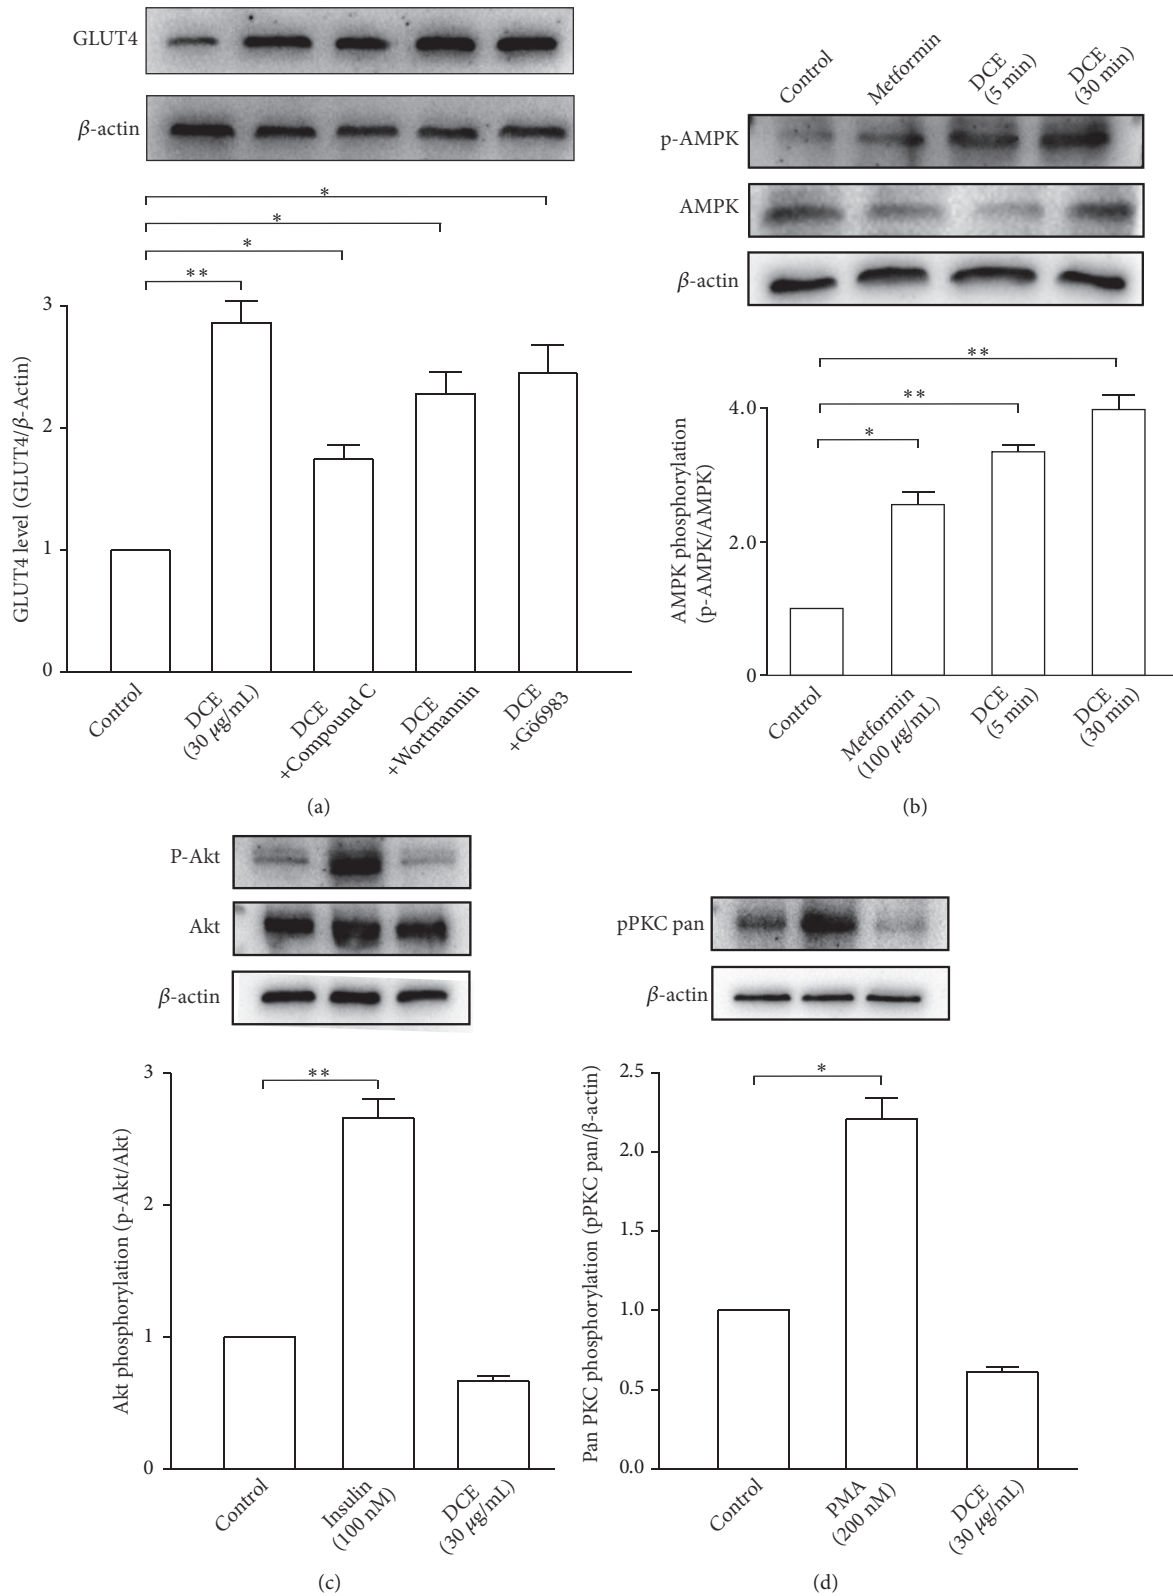 GLUT4
β-actin
*
*
*
**
GLUT4 level (GLUT4/β-Actin)
3
2
1
0
Control
DCE
(30 μg/mL)
DCE
+Compound C
DCE
+Wortmannin
DCE
+Gö6983
(a)
Control
Metformin
DCE
(5 min)
DCE
(30 min)
p-AMPK
AMPK
β-actin
**
**
*
AMPK phosphorylation
(p-AMPK/AMPK)
4.0
2.0
0
Control
Metformin
(100 μg/mL)
DCE
(5 min)
DCE
(30 min)
(b)
P-Akt
Akt
β-actin
**
Akt phosphorylation (p-Akt/Akt)
3
2
1
0
Control
Insulin
(100 nM)
DCE
(30 μg/mL)
(c)
pPKC pan
β-actin
*
Pan PKC phosphorylation (pPKC pan/β-actin)
2.5
2.0
1.5
1.0
0.5
0.0
Control
PMA
(200 nM)
DCE
(30 μg/mL)
(d)